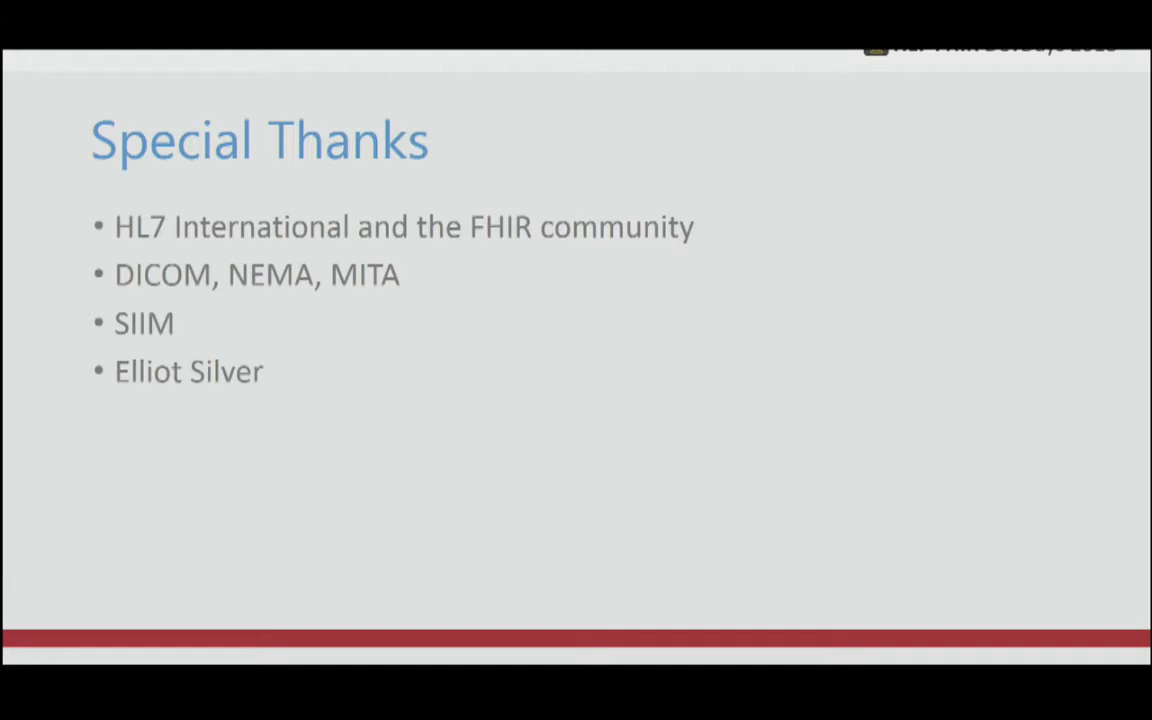 Special Thanks
• HL7 International and the FHIR community
• DICOM, NEMA, MITA
• SIIM
• Elliot Silver